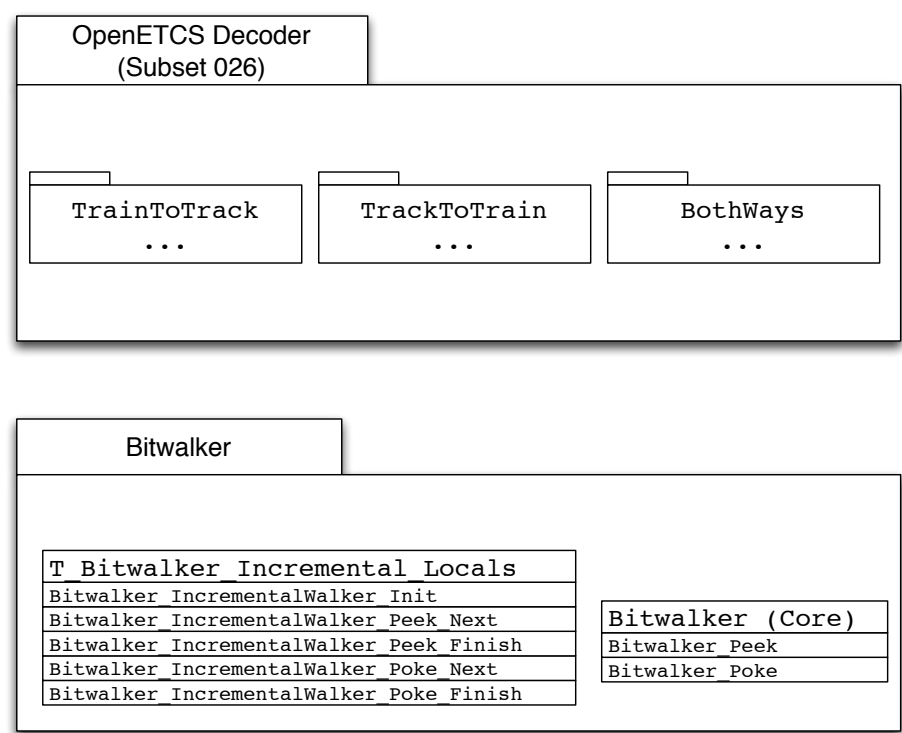 OpenETCS Decoder
(Subset 026)
TrainToTrack
...
TrackToTrain
...
BothWays
...
Bitwalker
T_Bitwalker_Incremental_Locals
Bitwalker_IncrementalWalker_Init
Bitwalker_IncrementalWalker_Peek_Next
Bitwalker_IncrementalWalker_Peek_Finish
Bitwalker_IncrementalWalker_Poke_Next
Bitwalker_IncrementalWalker_Poke_Finish
Bitwalker (Core)
Bitwalker_Peek
Bitwalker_Poke